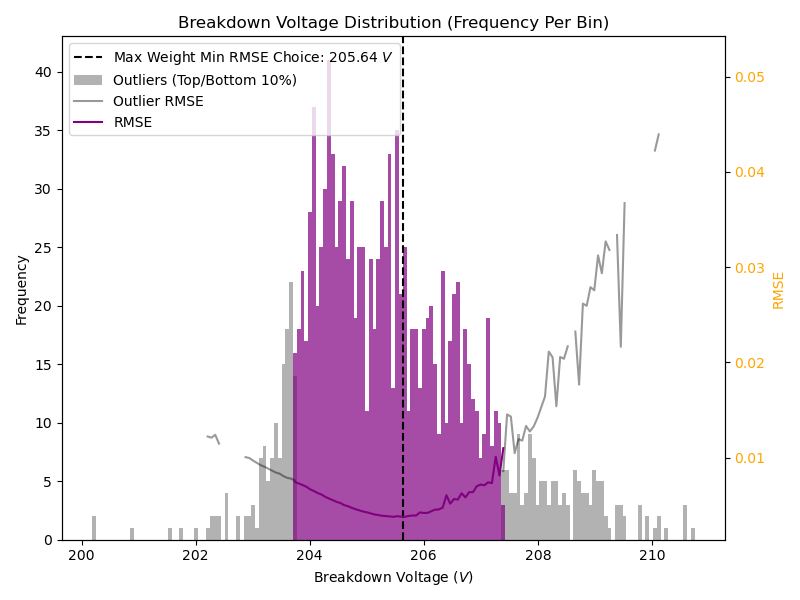 Breakdown Voltage Distribution (Frequency Per Bin)
Max Weight Min RMSE Choice: 205.64 V
Outliers (Top/Bottom 10%)
Outlier RMSE
RMSE
40
35
30
25
20
15
10
5
0
Frequency
0.05
0.04
0.03
0.02
0.01
RMSE
200 202 204 206 208 210
Breakdown Voltage (V)